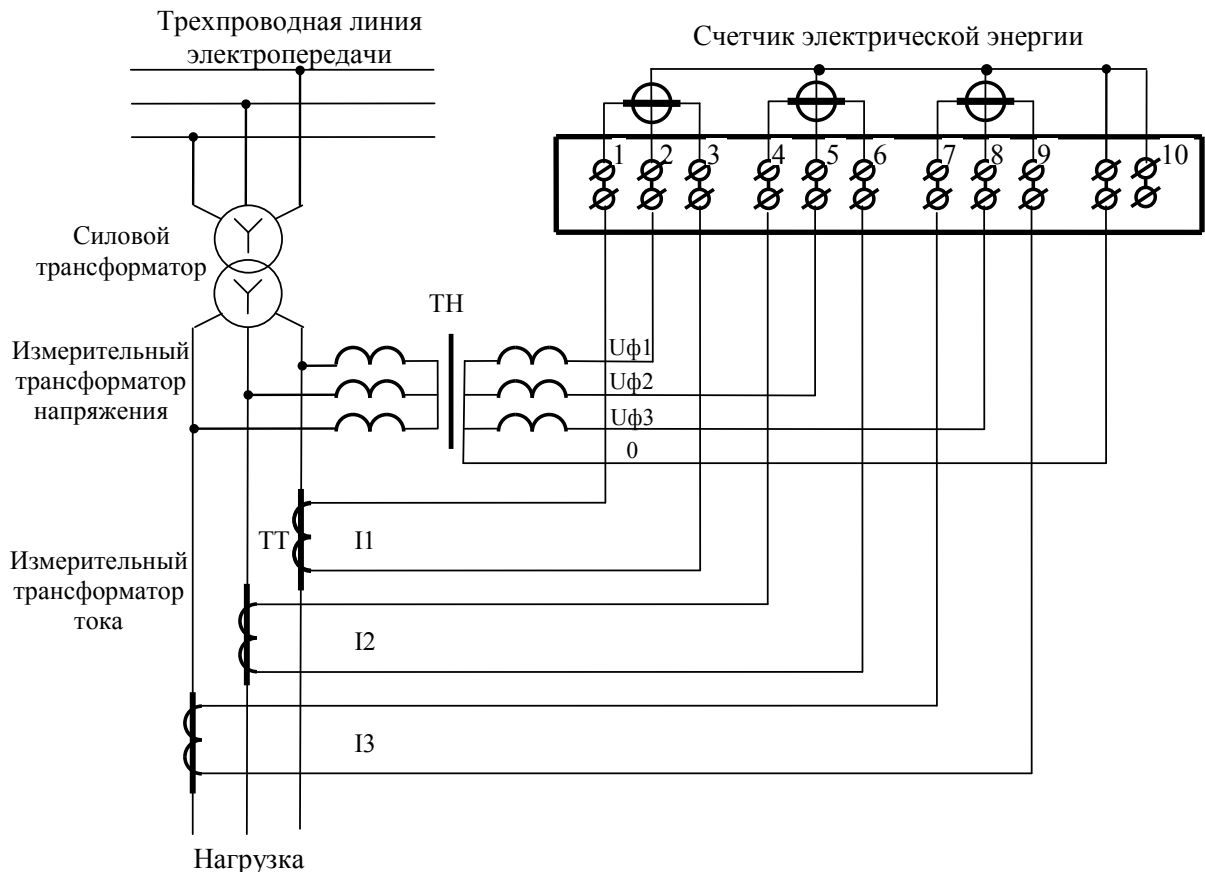 Трехпроводная линия
электропередачи
Счетчик электрической энергии
1 2 3 4 5 6 7 8 9 10
Силовой
трансформатор
ТН
Измерительный
трансформатор
напряжения
Uф1
Uф2
Uф3
0
ТТ
I1
Измерительный
трансформатор
тока
I2
I3
Нагрузка